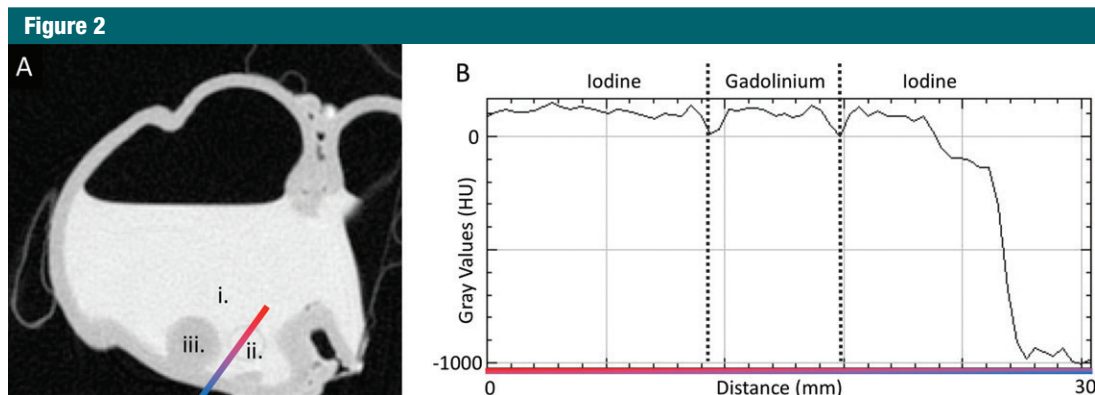 Figure 2
A
i.
iii.
ii.
B
Iodine Gadolinium Iodine
0
-1000
Gray Values (HU)
0 Distance (mm) 30